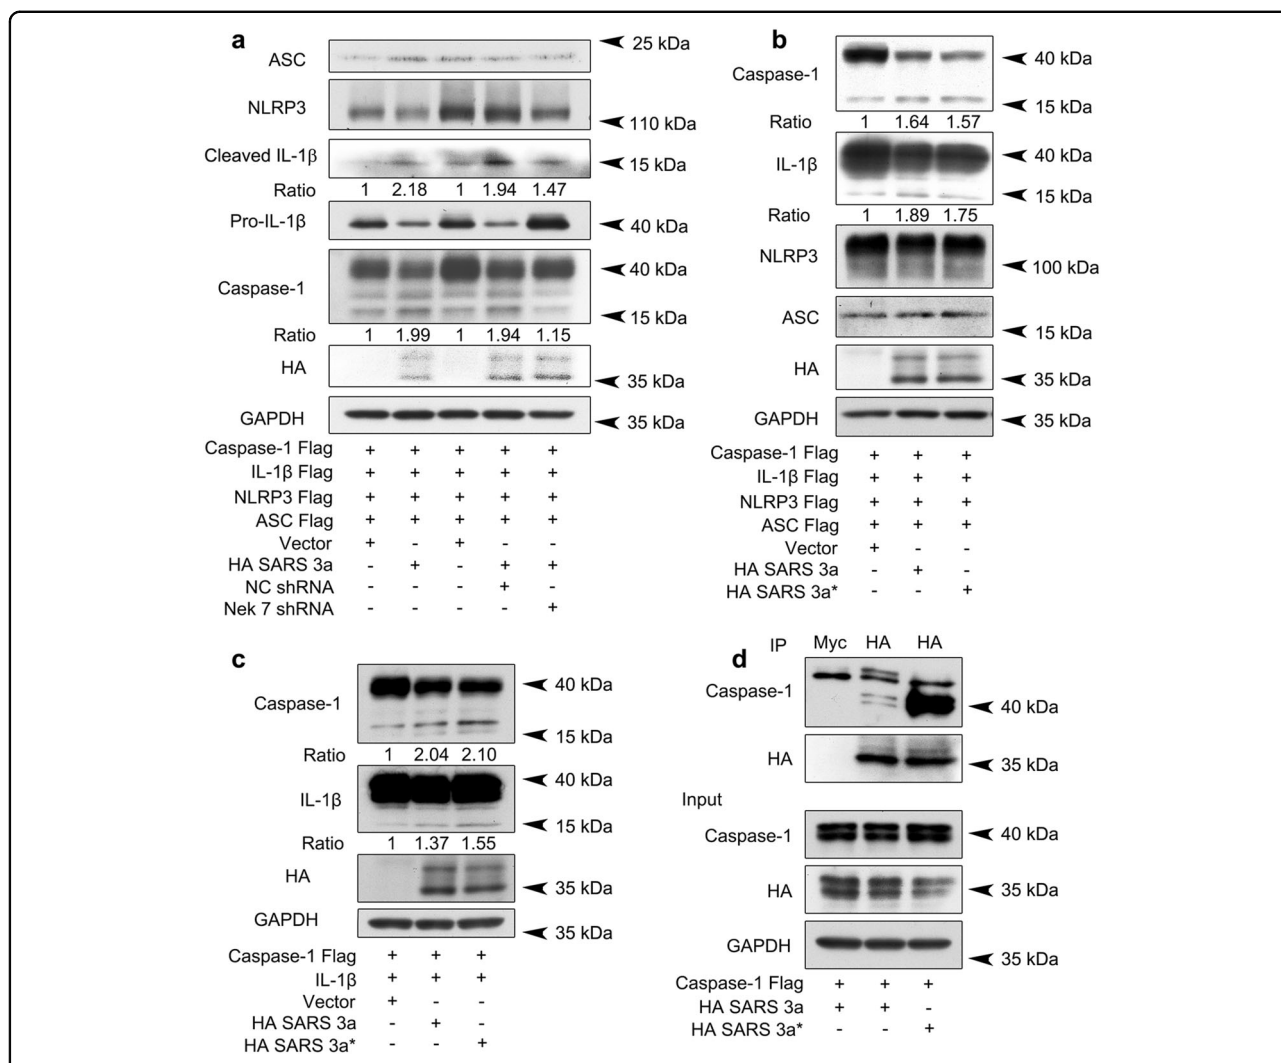 a
ASC
25 kDa
NLRP3
110 kDa
Cleaved IL-1β
15 kDa
Ratio 1 2.18 1 1.94 1.47
Pro-IL-1β
40 kDa
Caspase-1
40 kDa
15 kDa
Ratio 1 1.99 1 1.94 1.15
HA
35 kDa
GAPDH
35 kDa
Caspase-1 Flag + + + + +
IL-1β Flag + + + + +
NLRP3 Flag + + + + +
ASC Flag + + + + +
Vector + - + - -
HA SARS 3a - + - + +
NC shRNA - - - + -
Nek 7 shRNA - - - - +
b
Caspase-1
40 kDa
15 kDa
Ratio 1 1.64 1.57
IL-1β
40 kDa
15 kDa
Ratio 1 1.89 1.75
NLRP3
100 kDa
ASC
15 kDa
HA
35 kDa
GAPDH
35 kDa
Caspase-1 Flag + + +
IL-1β Flag + + +
NLRP3 Flag + + +
ASC Flag + + +
Vector + - -
HA SARS 3a - + -
HA SARS 3a* - - +
c
Caspase-1
40 kDa
15 kDa
Ratio 1 2.04 2.10
IL-1β
40 kDa
15 kDa
Ratio 1 1.37 1.55
HA
35 kDa
GAPDH
35 kDa
Caspase-1 Flag + + +
IL-1β + + +
Vector + - -
HA SARS 3a - + -
HA SARS 3a* - - +
d
IP Myc HA HA
Caspase-1
40 kDa
HA
35 kDa
Input
Caspase-1
40 kDa
HA
35 kDa
GAPDH
35 kDa
Caspase-1 Flag + + +
HA SARS 3a + + -
HA SARS 3a* - - +